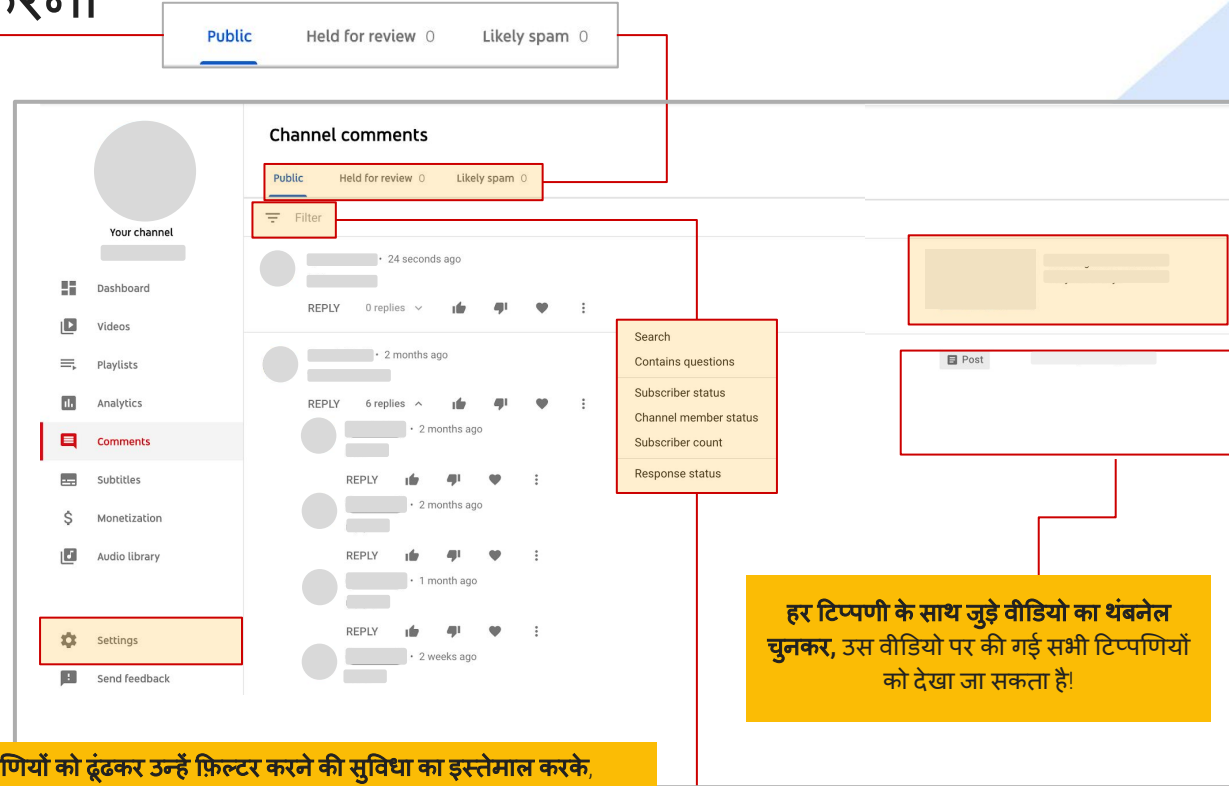 Public Held for review 0 Likely spam 0
Channel comments
Public Held for review 0 Likely spam 0
Filter
Your channel
Dashboard
Videos
Playlists
Analytics
Comments
Subtitles
Monetization
Audio library
Settings
Send feedback
• 24 seconds ago
REPLY 0 replies
• 2 months ago
REPLY 6 replies
• 2 months ago
REPLY
• 2 months ago
REPLY
• 1 month ago
REPLY
• 2 weeks ago
Search
Contains questions
Subscriber status
Channel member status
Subscriber count
Response status
Post
हर टिप्पणी के साथ जुड़े वीडियो का थंबनेल
चुनकर, उस वीडियो पर की गई सभी टिप्पणियों
को देखा जा सकता है!
णियों को ढूंढकर उन्हें फ़िल्टर करने की सुविधा का इस्तेमाल करके,